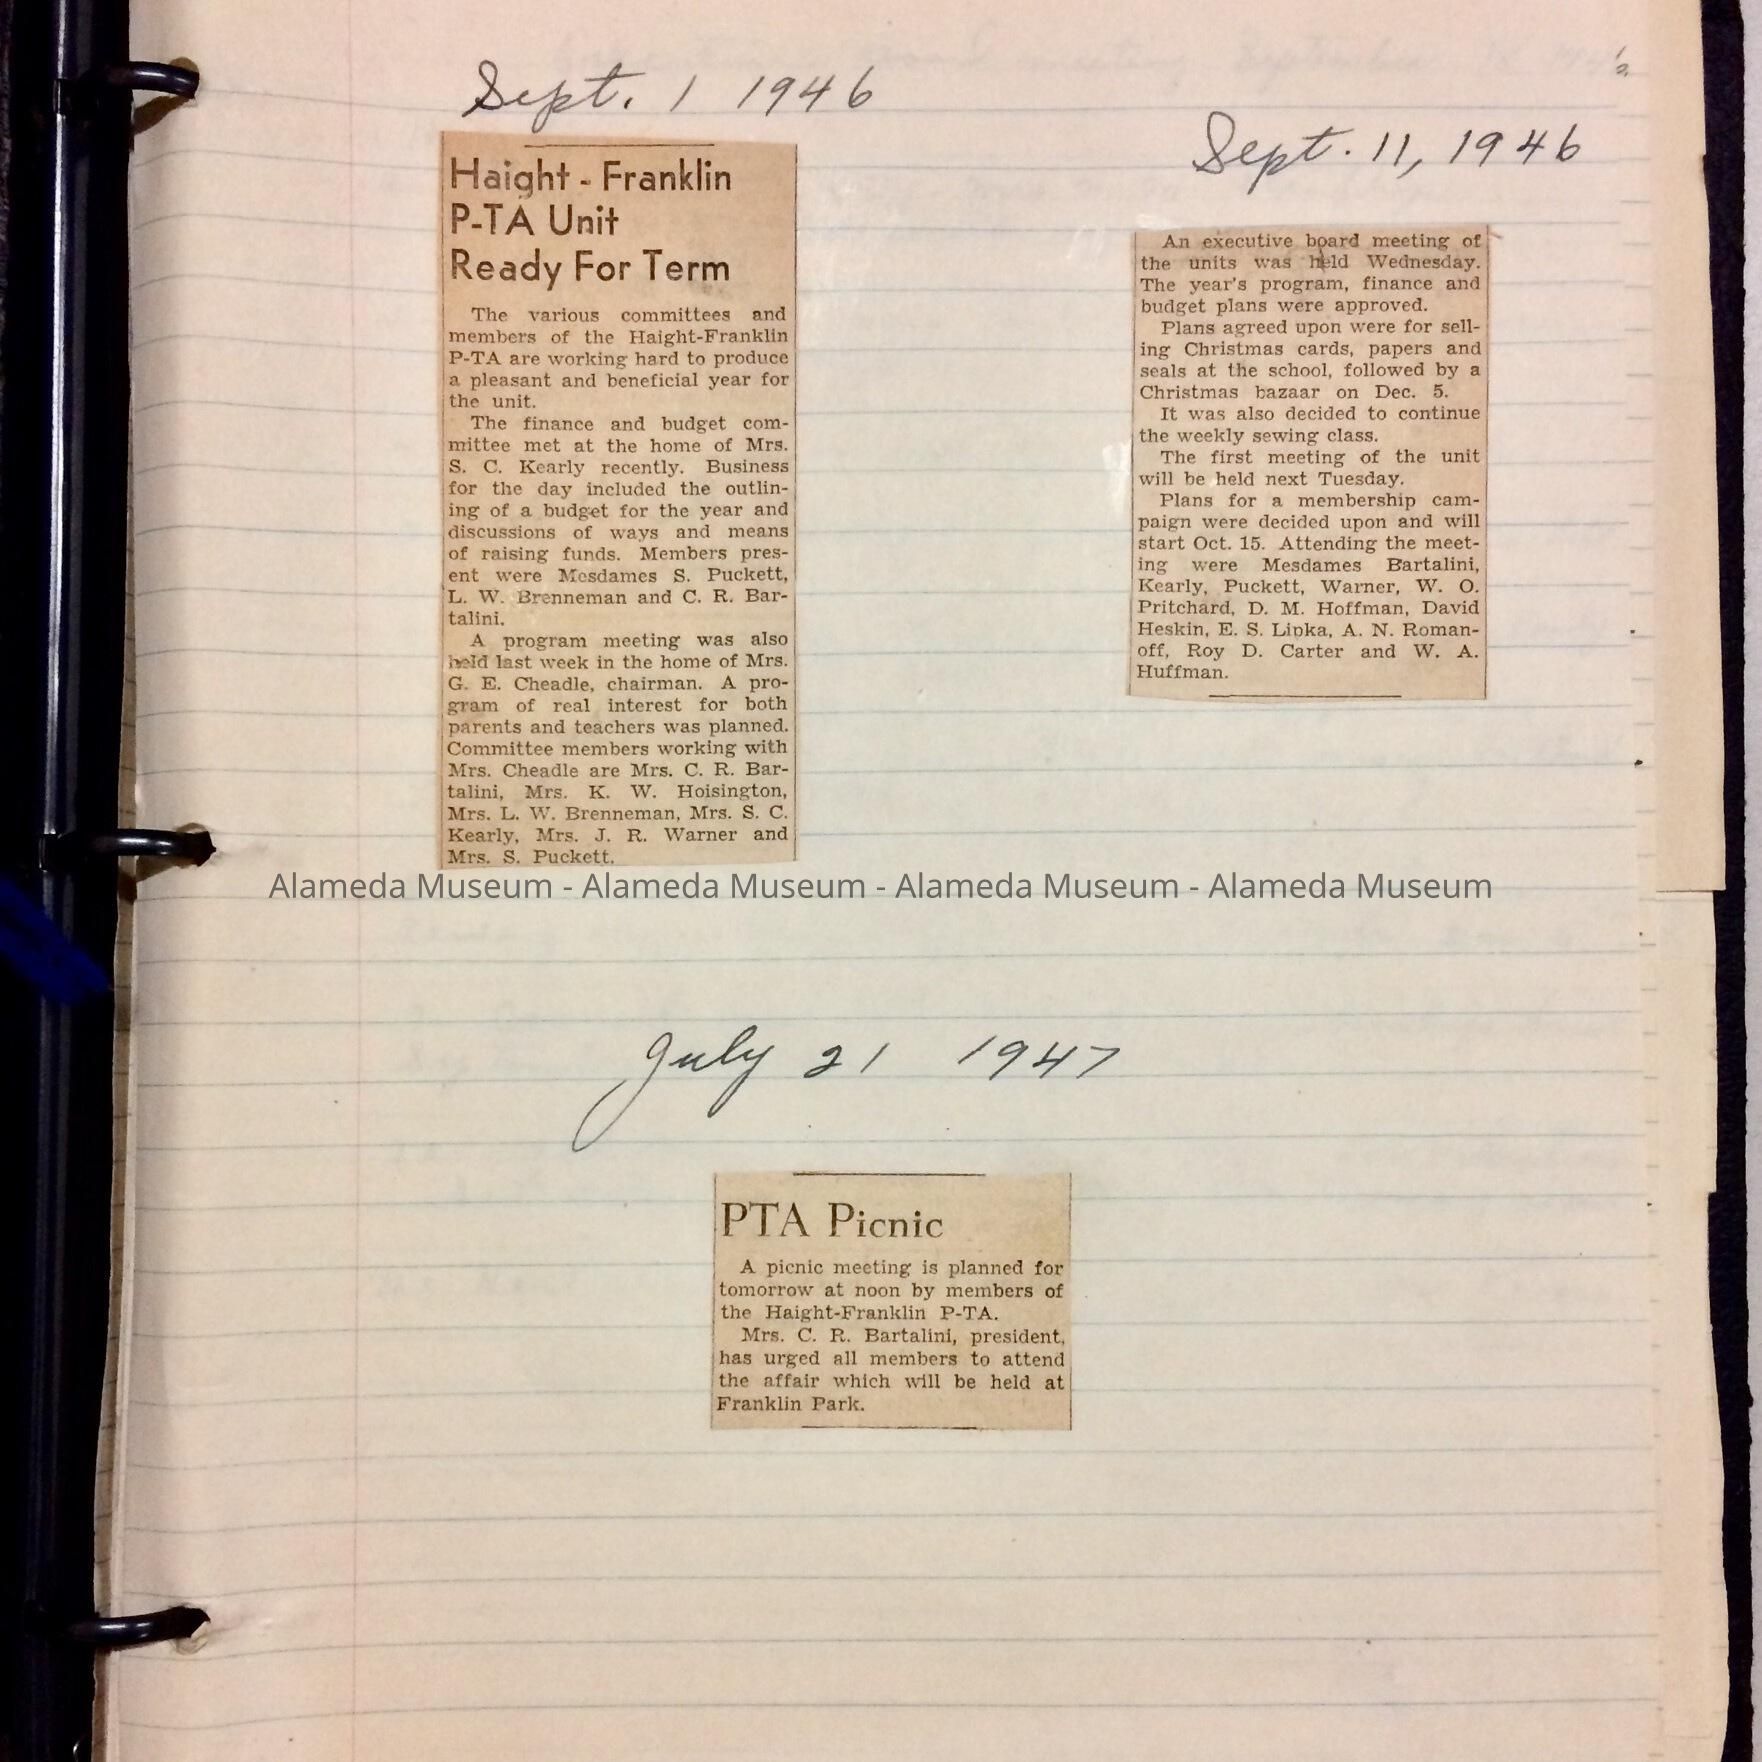 Sept. 1 1946
Haight - Franklin
P-TA Unit
Ready For Term
The various committees and
members of the Haight-Franklin
P-TA are working hard to produce
a pleasant and beneficial year for
the unit.
The finance and budget com-
mittee met at the home of Mrs.
S. C. Kearly recently. Business
for the day included the outlin-
ing of a budget for the year and
discussions of ways and means
of raising funds. Members pres-
ent were Mesdames S. Puckett,
L. W. Brenneman and C. R. Bar-
talini.
A program meeting was also
held last week in the home of Mrs.
G. E. Cheadle, chairman. A pro-
gram of real interest for both
parents and teachers was planned.
Committee members working with
Mrs. Cheadle are Mrs. C. R. Bar-
talini, Mrs. K. W. Hoisington,
Mrs. L. W. Brenneman, Mrs. S. C.
Kearly, Mrs. J. R. Warner and
Mrs. S. Puckett.
Sept. 11, 1946
An executive board meeting of
the units was held Wednesday.
The year's program, finance and
budget plans were approved.
Plans agreed upon were for sell-
ing Christmas cards, papers and
seals at the school, followed by a
Christmas bazaar on Dec. 5.
It was also decided to continue
the weekly sewing class.
The first meeting of the unit
will be held next Tuesday.
Plans for a membership cam-
paign were decided upon and will
start Oct. 15. Attending the meet-
ing were Mesdames Bartalini,
Kearly, Puckett, Warner, W. O.
Pritchard, D. M. Hoffman, David
Heskin, E. S. Lipka, A. N. Roman-
off, Roy D. Carter and W. A.
Huffman.
Alameda Museum - Alameda Museum - Alameda Museum - Alameda Museum
July 21 1947
PTA Picnic
A picnic meeting is planned for
tomorrow at noon by members of
the Haight-Franklin P-TA.
Mrs. C. R. Bartalini, president,
has urged all members to attend
the affair which will be held at
Franklin Park.